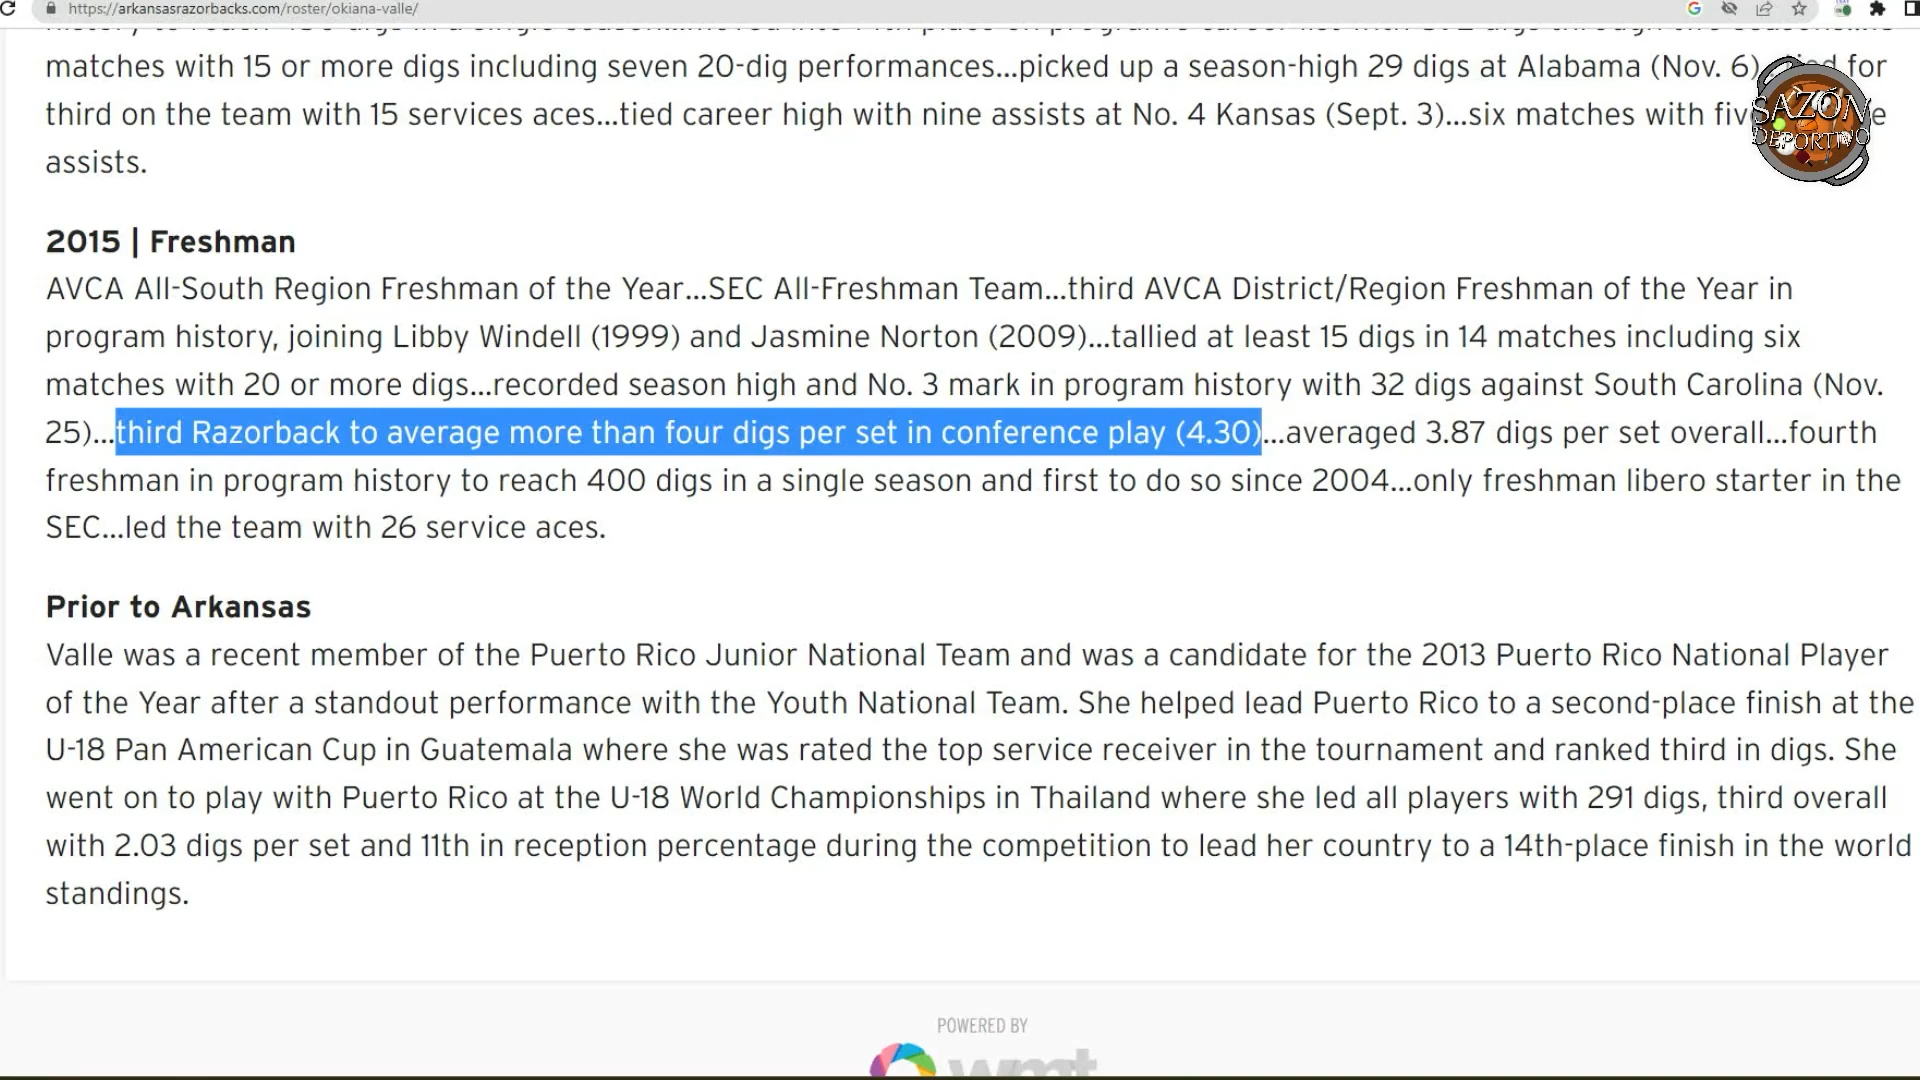 https://arkansasrazorbacks.com/roster/okiana-valle/
matches with 15 or more digs including seven 20-dig performances...picked up a season-high 29 digs at Alabama (Nov. 6) for
third on the team with 15 services aces...tied career high with nine assists at No. 4 Kansas (Sept. 3)...six matches with
assists.
SAZÓN
DEPORTIVO
2015 | Freshman
AVCA All-South Region Freshman of the Year...SEC All-Freshman Team...third AVCA District/Region Freshman of the Year in
program history, joining Libby Windell (1999) and Jasmine Norton (2009)...tallied at least 15 digs in 14 matches including six
matches with 20 or more digs...recorded season high and No. 3 mark in program history with 32 digs against South Carolina (Nov.
25)...third Razorback to average more than four digs per set in conference play (4.30)...averaged 3.87 digs per set overall...fourth
freshman in program history to reach 400 digs in a single season and first to do so since 2004...only freshman libero starter in the
SEC...led the team with 26 service aces.
Prior to Arkansas
Valle was a recent member of the Puerto Rico Junior National Team and was a candidate for the 2013 Puerto Rico National Player
of the Year after a standout performance with the Youth National Team. She helped lead Puerto Rico to a second-place finish at the
U-18 Pan American Cup in Guatemala where she was rated the top service receiver in the tournament and ranked third in digs. She
went on to play with Puerto Rico at the U-18 World Championships in Thailand where she led all players with 291 digs, third overall
with 2.03 digs per set and 11th in reception percentage during the competition to lead her country to a 14th-place finish in the world
standings.
POWERED BY
wmt